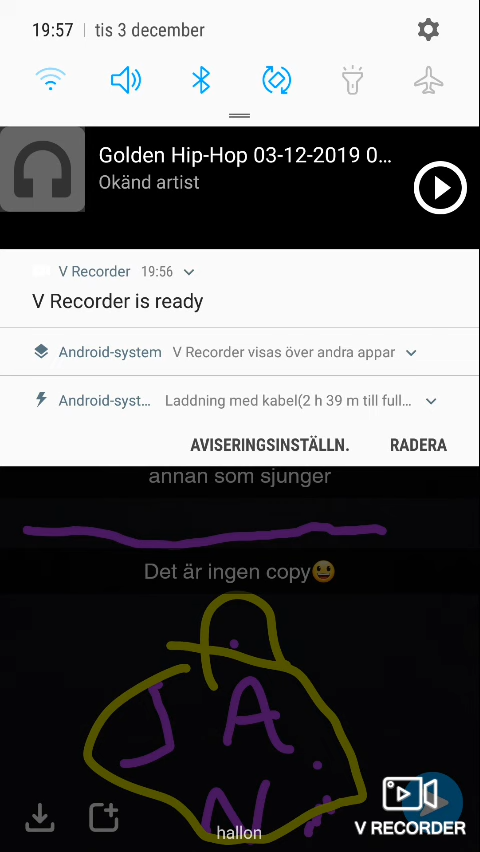 19:57 | tis 3 december
Golden Hip-Hop 03-12-2019 0...
Okänd artist
V Recorder 19:56
V Recorder is ready
Android-system V Recorder visas över andra appar
Android-syst... Laddning med kabel(2 h 39 m till full...
AVISERINGSINSTÄLLN. RADERA
annan som sjunger
Det är ingen copy😃
J A
N
hallon
V RECORDER